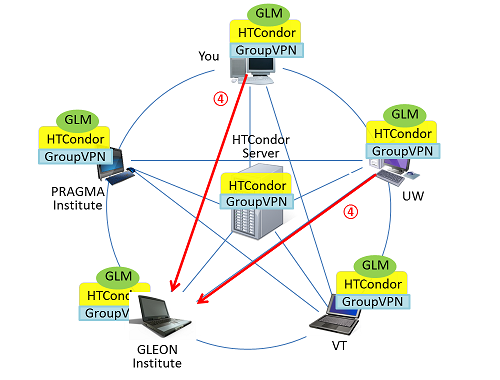 GLM
HTCondor
GroupVPN
You
④
GLM
HTCondor
GroupVPN
UW
GLM
HTCondor
GroupVPN
PRAGMA
Institute
HTCondor
Server
HTCondor
GroupVPN
④
GLM
HTCondor
GroupV
GLEON
Institute
GLM
HTCondor
GroupVPN
VT